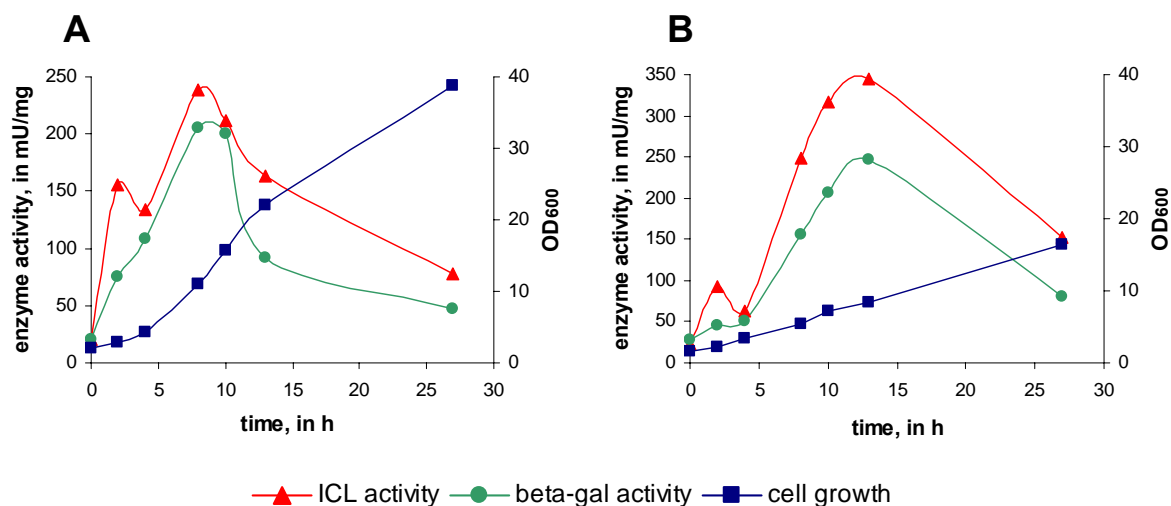 A
B
enzyme activity, in mU/mg
250
200
150
100
50
0
40
30
20
10
0
OD600
0 5 10 15 20 25 30
time, in h
enzyme activity, in mU/mg
350
300
250
200
150
100
50
0
40
30
20
10
0
OD600
0 5 10 15 20 25 30
time, in h
ICL activity beta-gal activity cell growth